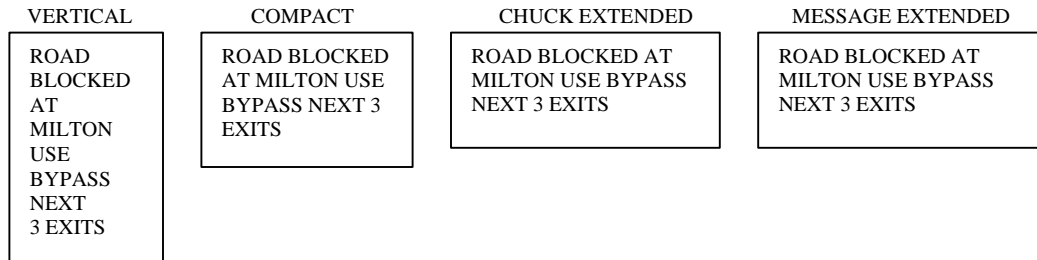 VERTICAL
ROAD
BLOCKED
AT
MILTON
USE
BYPASS
NEXT
3 EXITS
COMPACT
ROAD BLOCKED
AT MILTON USE
BYPASS NEXT 3
EXITS
CHUCK EXTENDED
ROAD BLOCKED AT
MILTON USE BYPASS
NEXT 3 EXITS
MESSAGE EXTENDED
ROAD BLOCKED AT
MILTON USE BYPASS
NEXT 3 EXITS